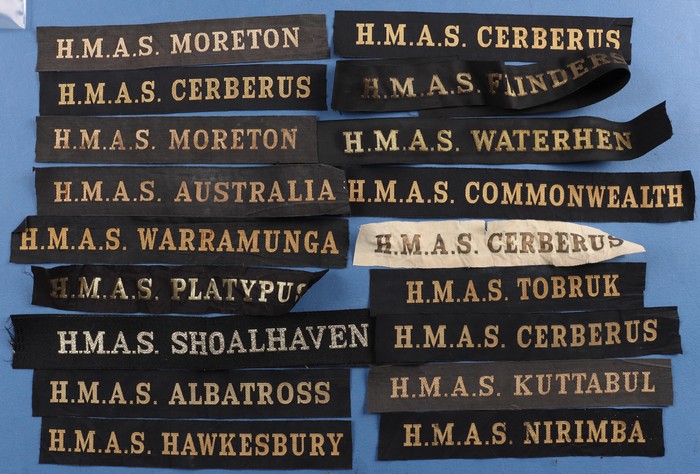 H.M.A.S. MORETON
H.M.A.S. CERBERUS
H.M.A.S. MORETON
H.M.A.S. AUSTRALIA
H.M.A.S. WARRAMUNGA
H.M.A.S. PLATYPUS
H.M.A.S. SHOALHAVEN
H.M.A.S. ALBATROSS
H.M.A.S. HAWKESBURY
H.M.A.S. CERBERUS
H.M.A.S. FLINDERS
H.M.A.S. WATERHEN
H.M.A.S. COMMONWEALTH
H.M.A.S. CERBERUS
H.M.A.S. TOBRUK
H.M.A.S. CERBERUS
H.M.A.S. KUTTABUL
H.M.A.S. NIRIMBA